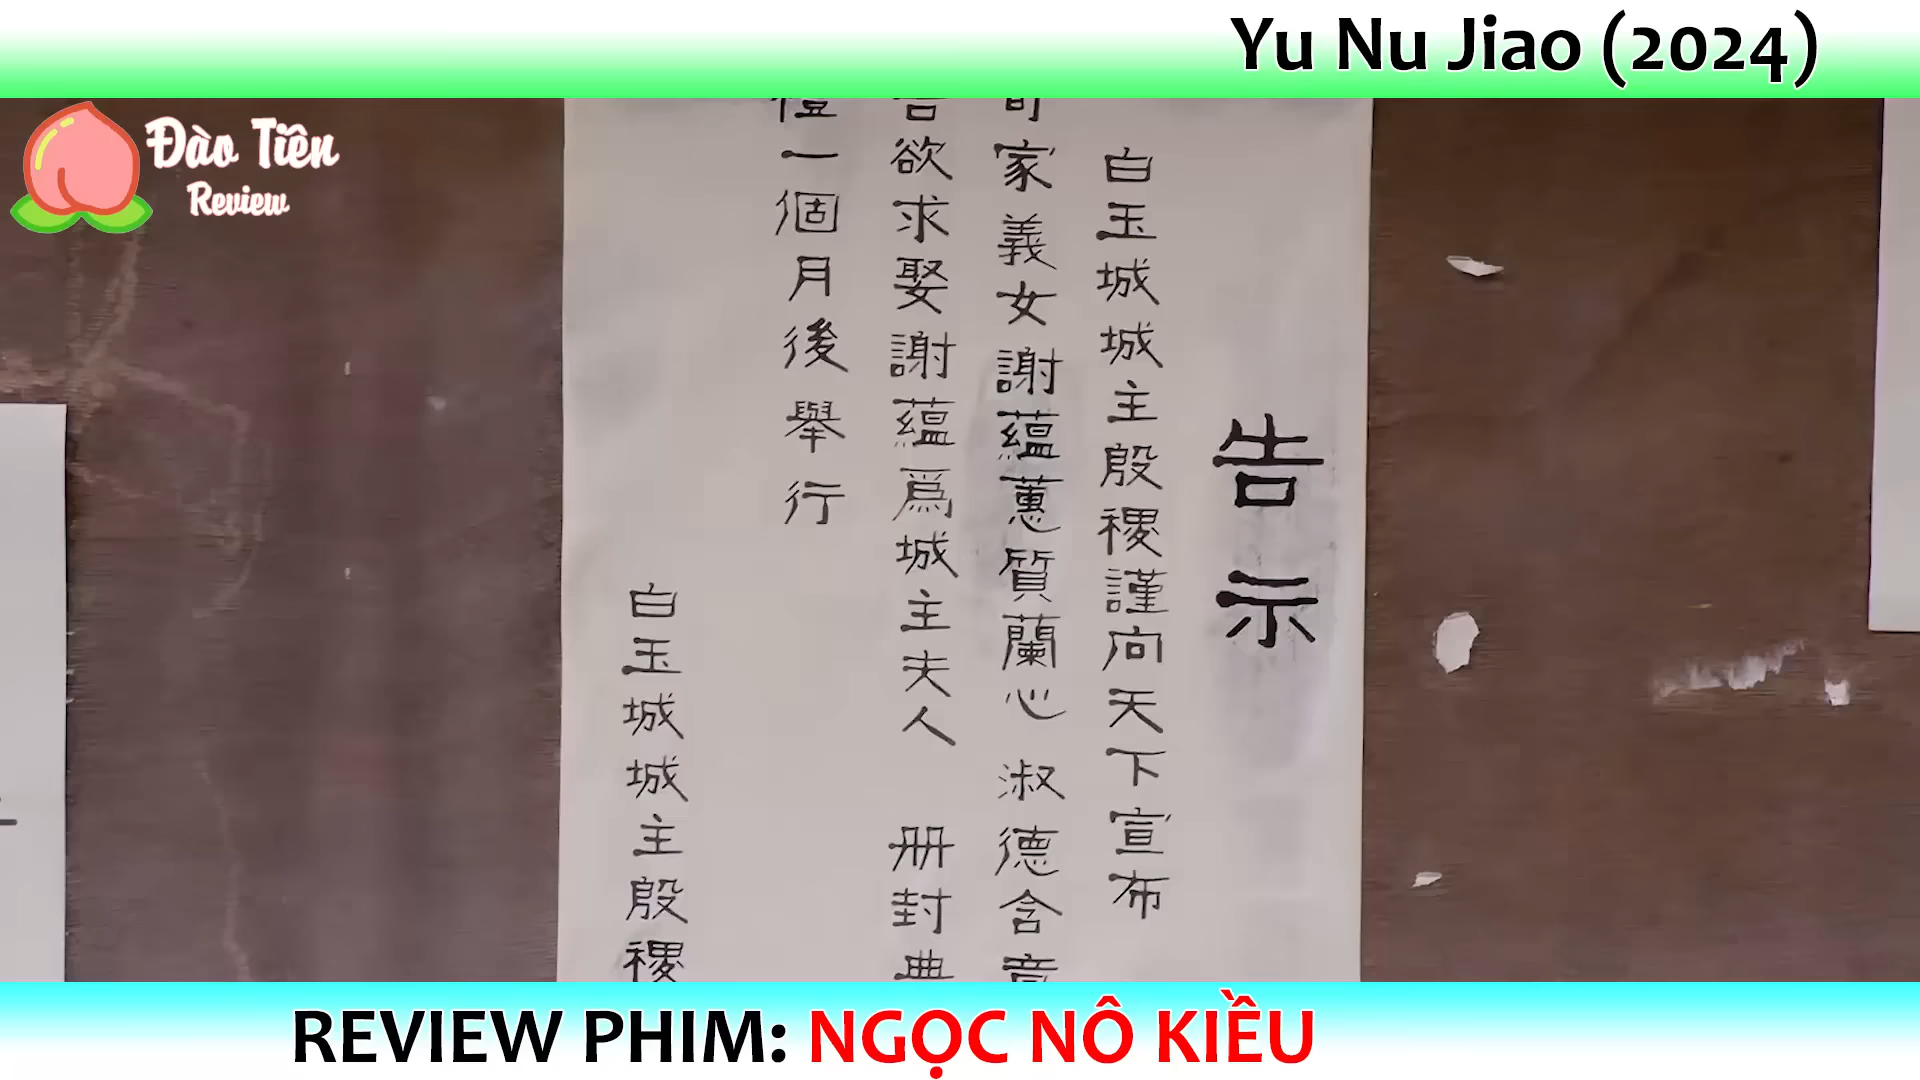 Yu Nu Jiao (2024)
Đào Tiên
Review
告示
白玉城城主殷稷謹向天下宣布
家義女謝蘊蕙質蘭心 淑德含章
欲求娶謝蘊爲城主夫人 册封典
禮一個月後舉行
白玉城城主殷稷
REVIEW PHIM: NGỌC NÔ KIỀU